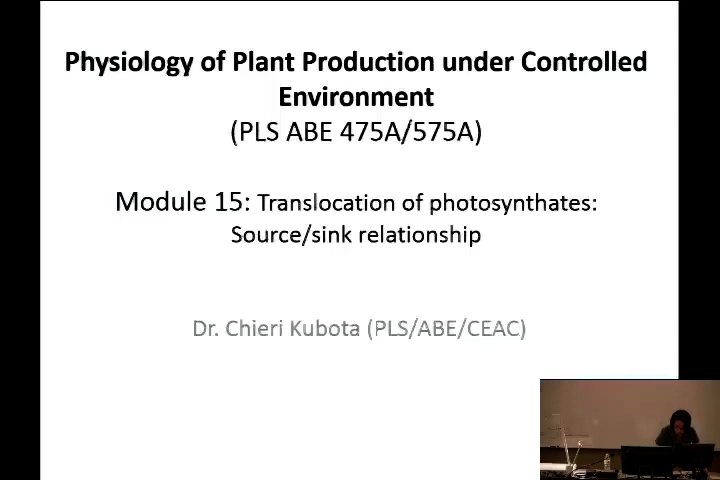 Physiology of Plant Production under Controlled
Environment
(PLS ABE 475A/575A)
Module 15: Translocation of photosynthates:
Source/sink relationship
Dr. Chieri Kubota (PLS/ABE/CEAC)